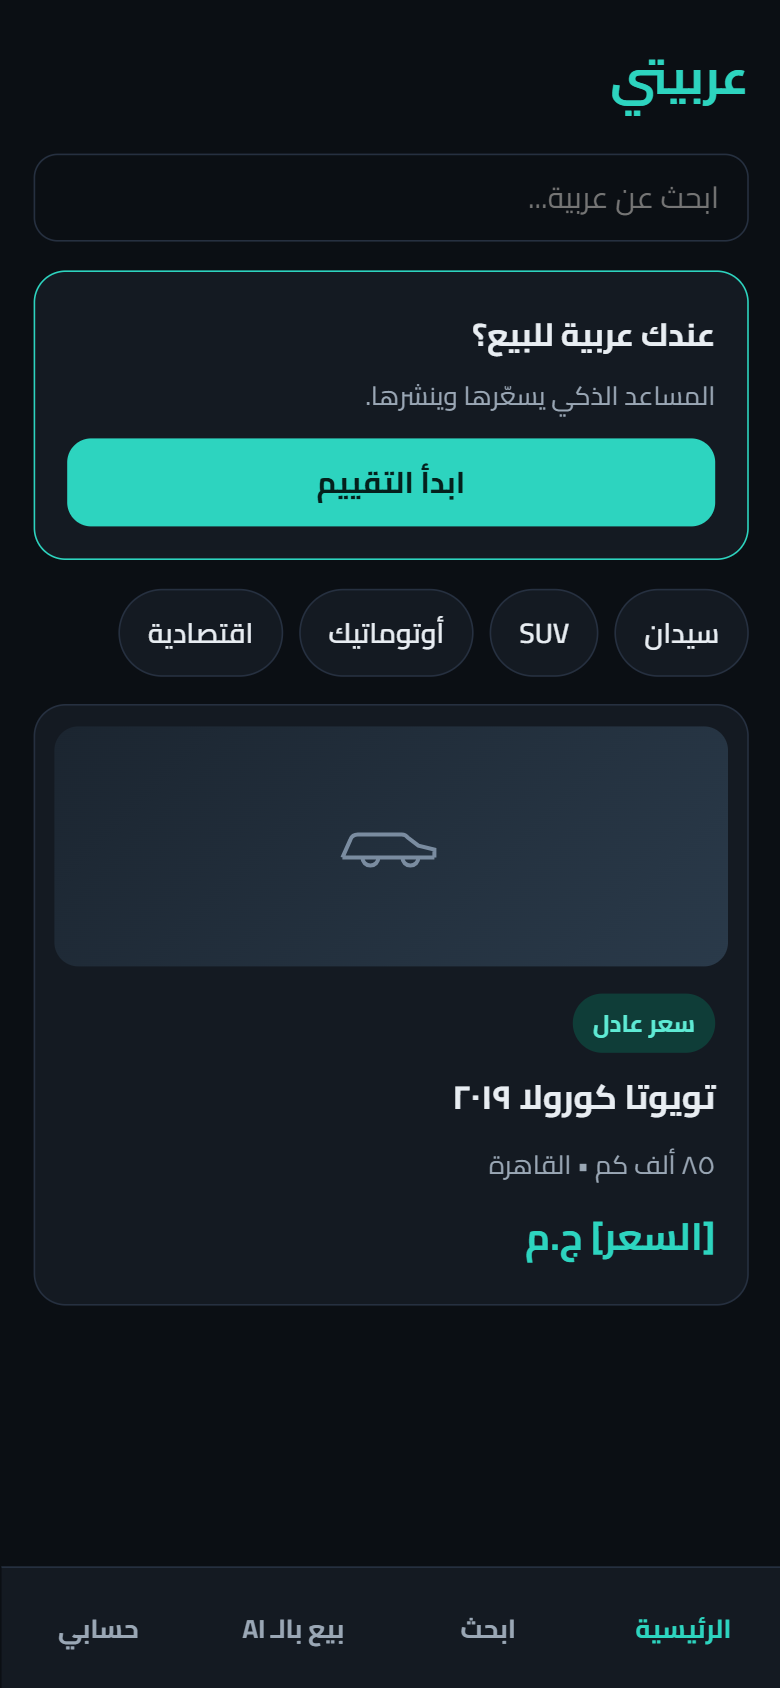 عربيتي
ابحث عن عربية...
عندك عربية للبيع؟
المساعد الذكي يسعّرها وينشرها.
ابدأ التقييم
سيدان
SUV
أوتوماتيك
اقتصادية
سعر عادل
تويوتا كورولا ٢٠١٩
٨٥ ألف كم ▪ القاهرة
[السعر] ج.م
الرئيسية
ابحث
بيع بالـ AI
حسابي